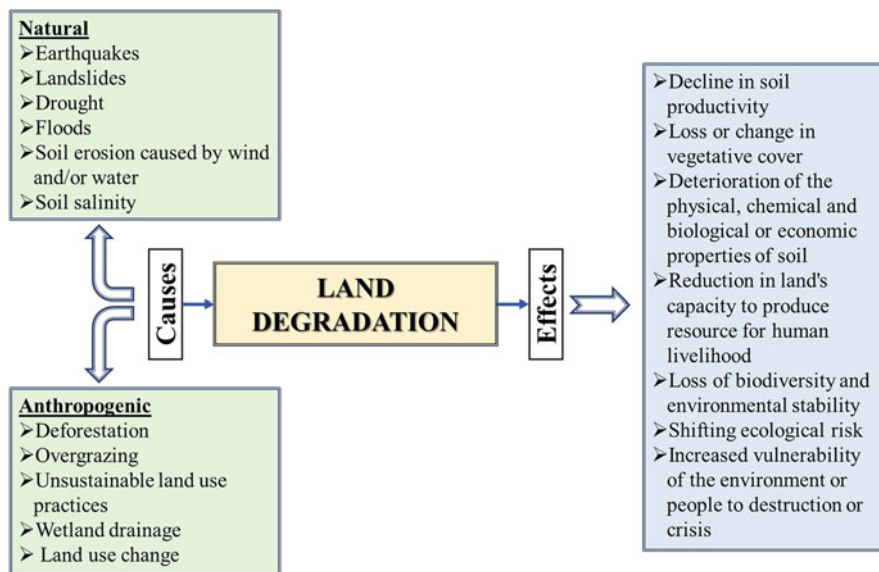 Natural
➢Earthquakes
➢Landslides
➢Drought
➢Floods
➢Soil erosion caused by wind
and/or water
➢Soil salinity
Causes
LAND
DEGRADATION
Effects
Anthropogenic
➢Deforestation
➢Overgrazing
➢Unsustainable land use
practices
➢Wetland drainage
➢ Land use change
➢Decline in soil
productivity
➢Loss or change in
vegetative cover
➢Deterioration of the
physical, chemical and
biological or economic
properties of soil
➢Reduction in land's
capacity to produce
resource for human
livelihood
➢Loss of biodiversity and
environmental stability
➢Shifting ecological risk
➢Increased vulnerability
of the environment or
people to destruction or
crisis